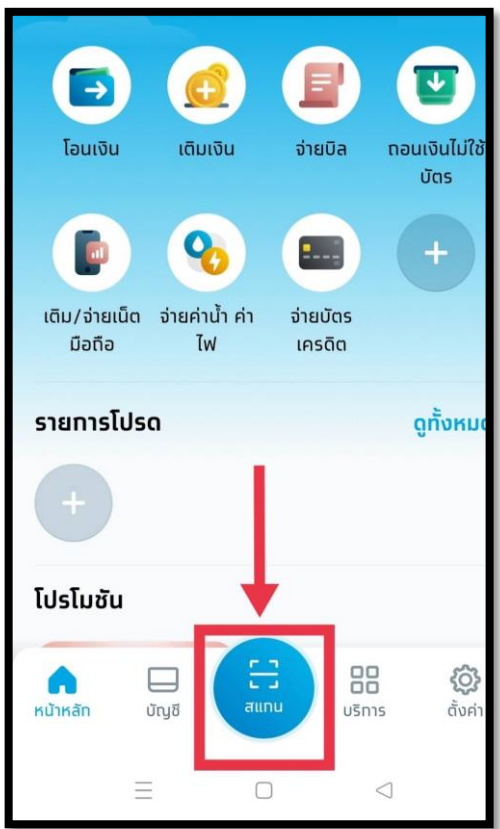 โอนเงิน
เติมเงิน
จ่ายบิล
ถอนเงินไม่ใช้
บัตร
เติม/จ่ายเน็ต
มือถือ
จ่ายค่าน้ำ ค่า
ไฟ
จ่ายบัตร
เครดิต
รายการโปรด
ดูทั้งหมด
โปรโมชัน
หน้าหลัก
บัญชี
สแกน
บริการ
ตั้งค่า